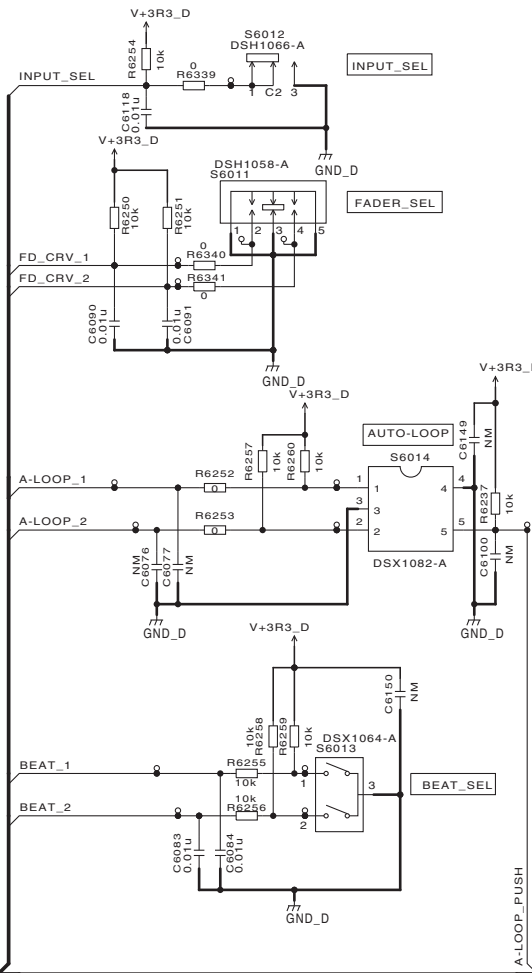 V+3R3_D
S6012
DSH1066-A
INPUT_SEL
R6254
10k
0
R6339
INPUT_SEL
1 C2 3
C6118
0.01u
V+3R3_D
GND_D
DSH1058-A
S6011
FADER_SEL
R6250
10k
R6251
10k
1 2 3 4 5
0
R6340
FD_CRV_1
FD_CRV_2
R6341
0
C6090
0.01u
0.01u
C6091
GND_D
V+3R3_D
V+3R3_D
AUTO-LOOP
S6014
C6149
NM
R6257
10k
R6260
10k
A-LOOP_1
R6252
0
1 1 4 4
3 3
R6237
10k
A-LOOP_2
R6253
0
2 2 5 5
DSX1082-A
NM
C6076
C6077
NM
C6100
NM
GND_D
GND_D
V+3R3_D
C6150
NM
10k
R6258
R6259
10k
DSX1064-A
S6013
BEAT_1
R6255
10k
1
3
BEAT_SEL
BEAT_2
10k
R6256
2
C6083
0.01u
C6084
0.01u
GND_D
A-LOOP_PUSH